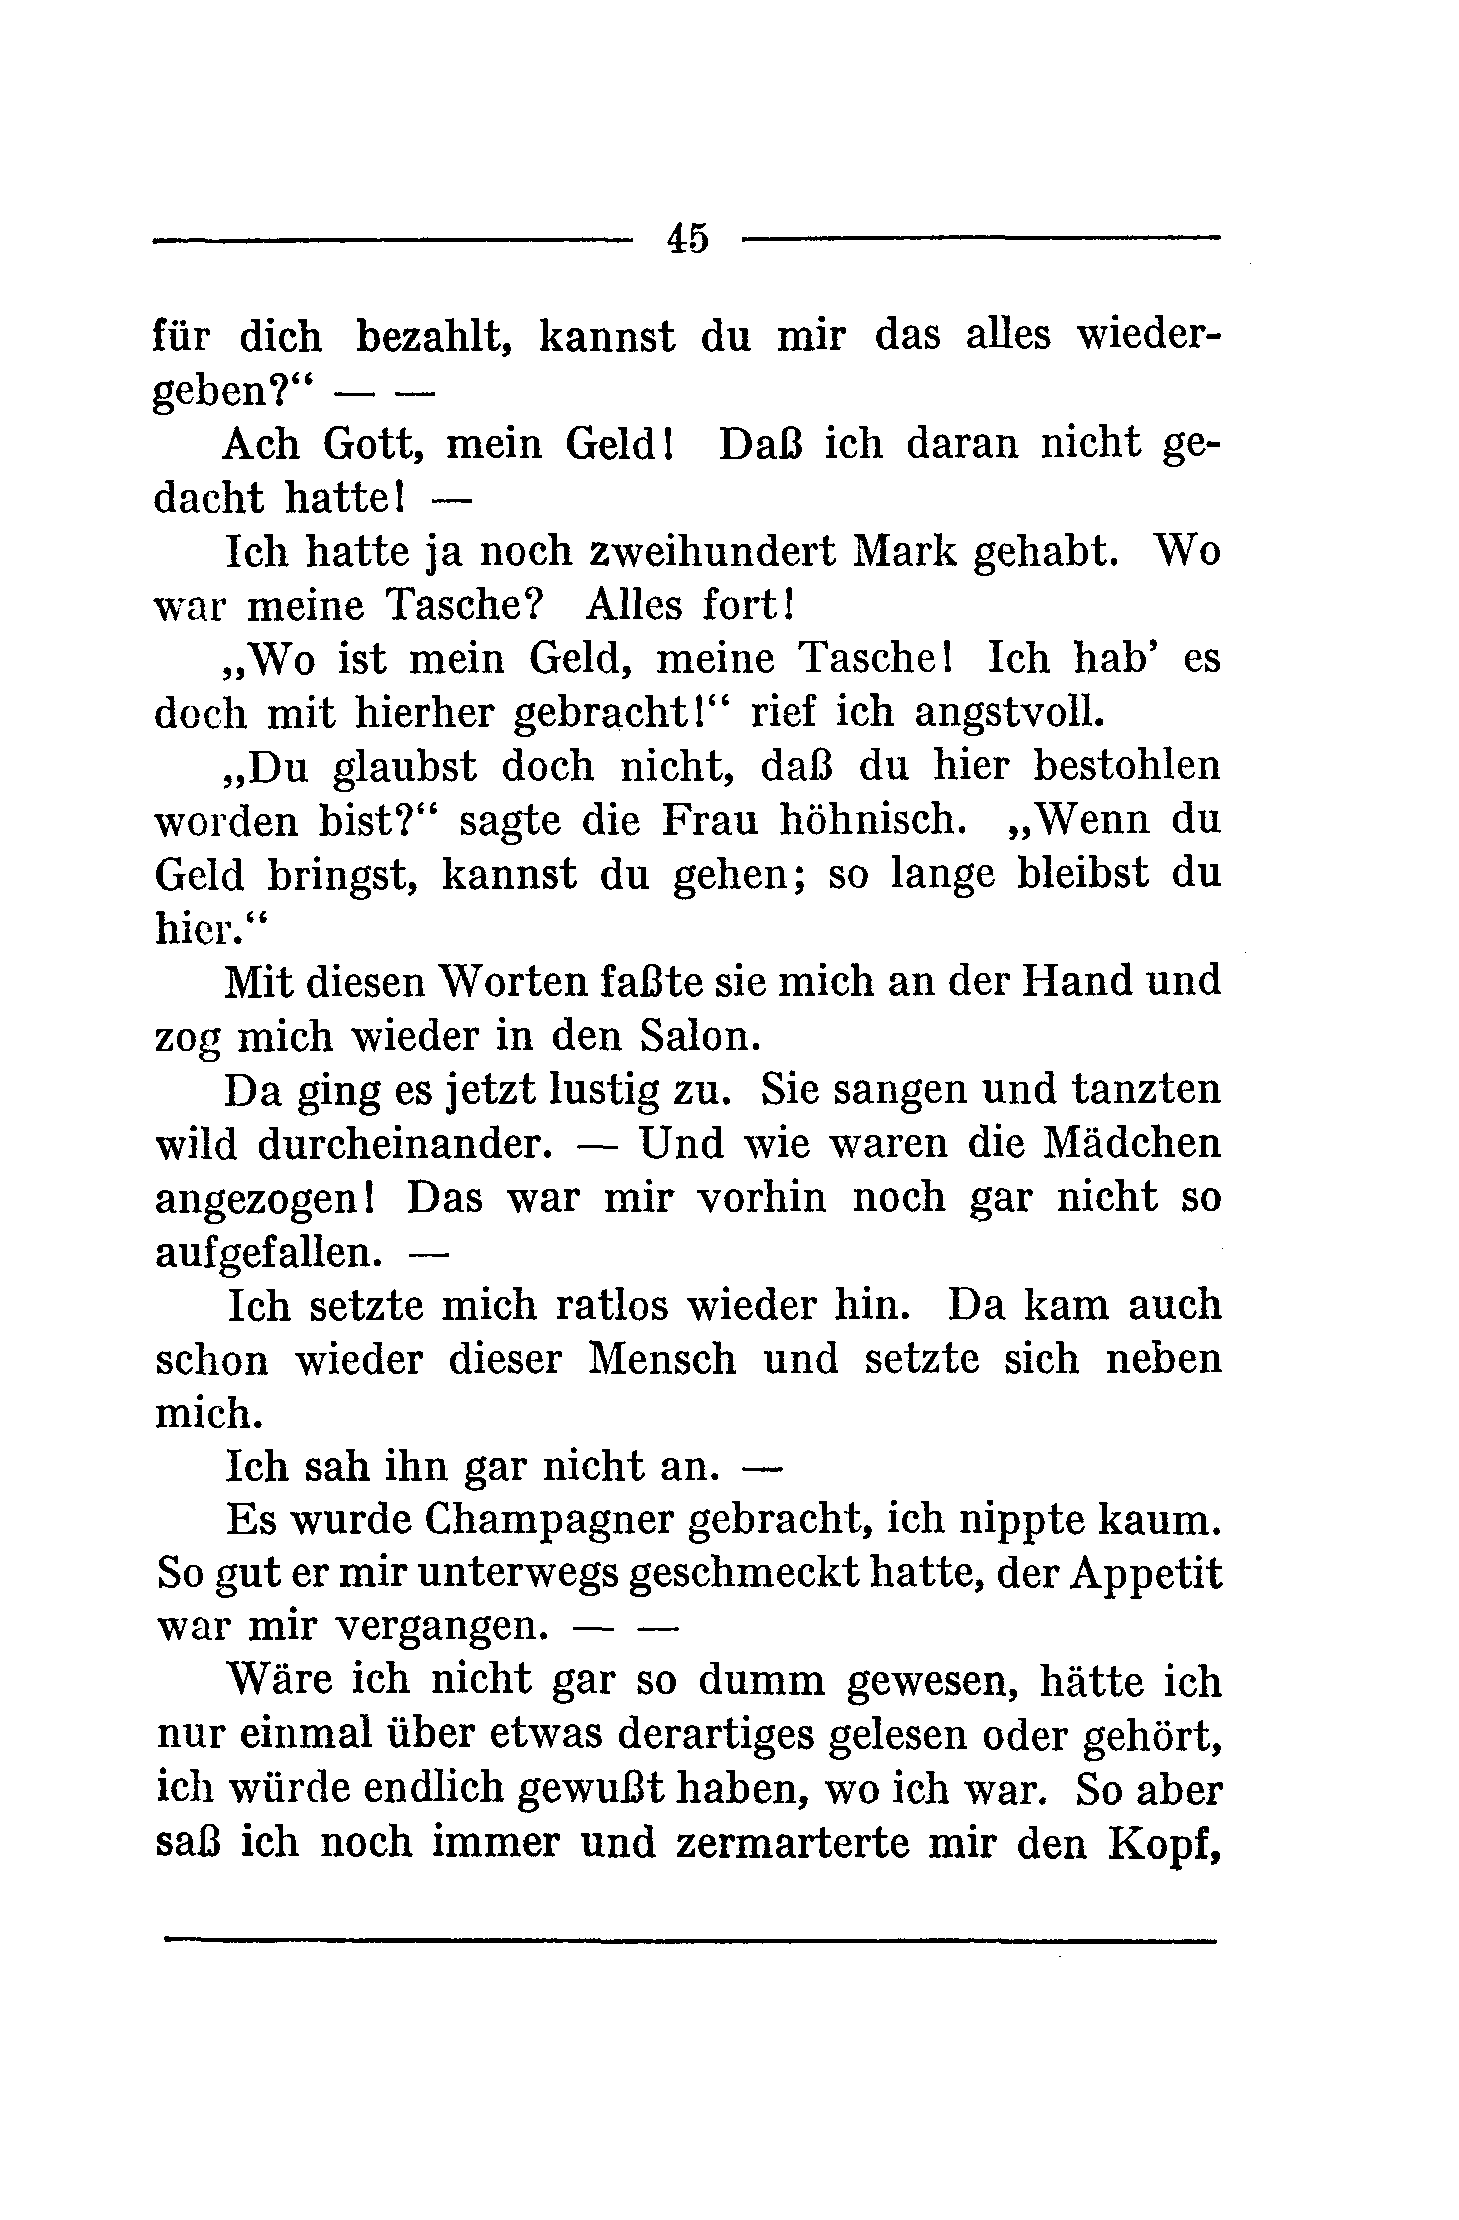 45
für dich bezahlt, kannst du mir das alles wieder-
geben?“ — —
Ach Gott, mein Geld! Daß ich daran nicht ge-
dacht hatte! —
Ich hatte ja noch zweihundert Mark gehabt. Wo
war meine Tasche? Alles fort!
„Wo ist mein Geld, meine Tasche! Ich hab’ es
doch mit hierher gebracht!“ rief ich angstvoll.
„Du glaubst doch nicht, daß du hier bestohlen
worden bist?“ sagte die Frau höhnisch. „Wenn du
Geld bringst, kannst du gehen; so lange bleibst du
hier.“
Mit diesen Worten faßte sie mich an der Hand und
zog mich wieder in den Salon.
Da ging es jetzt lustig zu. Sie sangen und tanzten
wild durcheinander. — Und wie waren die Mädchen
angezogen! Das war mir vorhin noch gar nicht so
aufgefallen. —
Ich setzte mich ratlos wieder hin. Da kam auch
schon wieder dieser Mensch und setzte sich neben
mich.
Ich sah ihn gar nicht an. —
Es wurde Champagner gebracht, ich nippte kaum.
So gut er mir unterwegs geschmeckt hatte, der Appetit
war mir vergangen. — —
Wäre ich nicht gar so dumm gewesen, hätte ich
nur einmal über etwas derartiges gelesen oder gehört,
ich würde endlich gewußt haben, wo ich war. So aber
saß ich noch immer und zermarterte mir den Kopf,